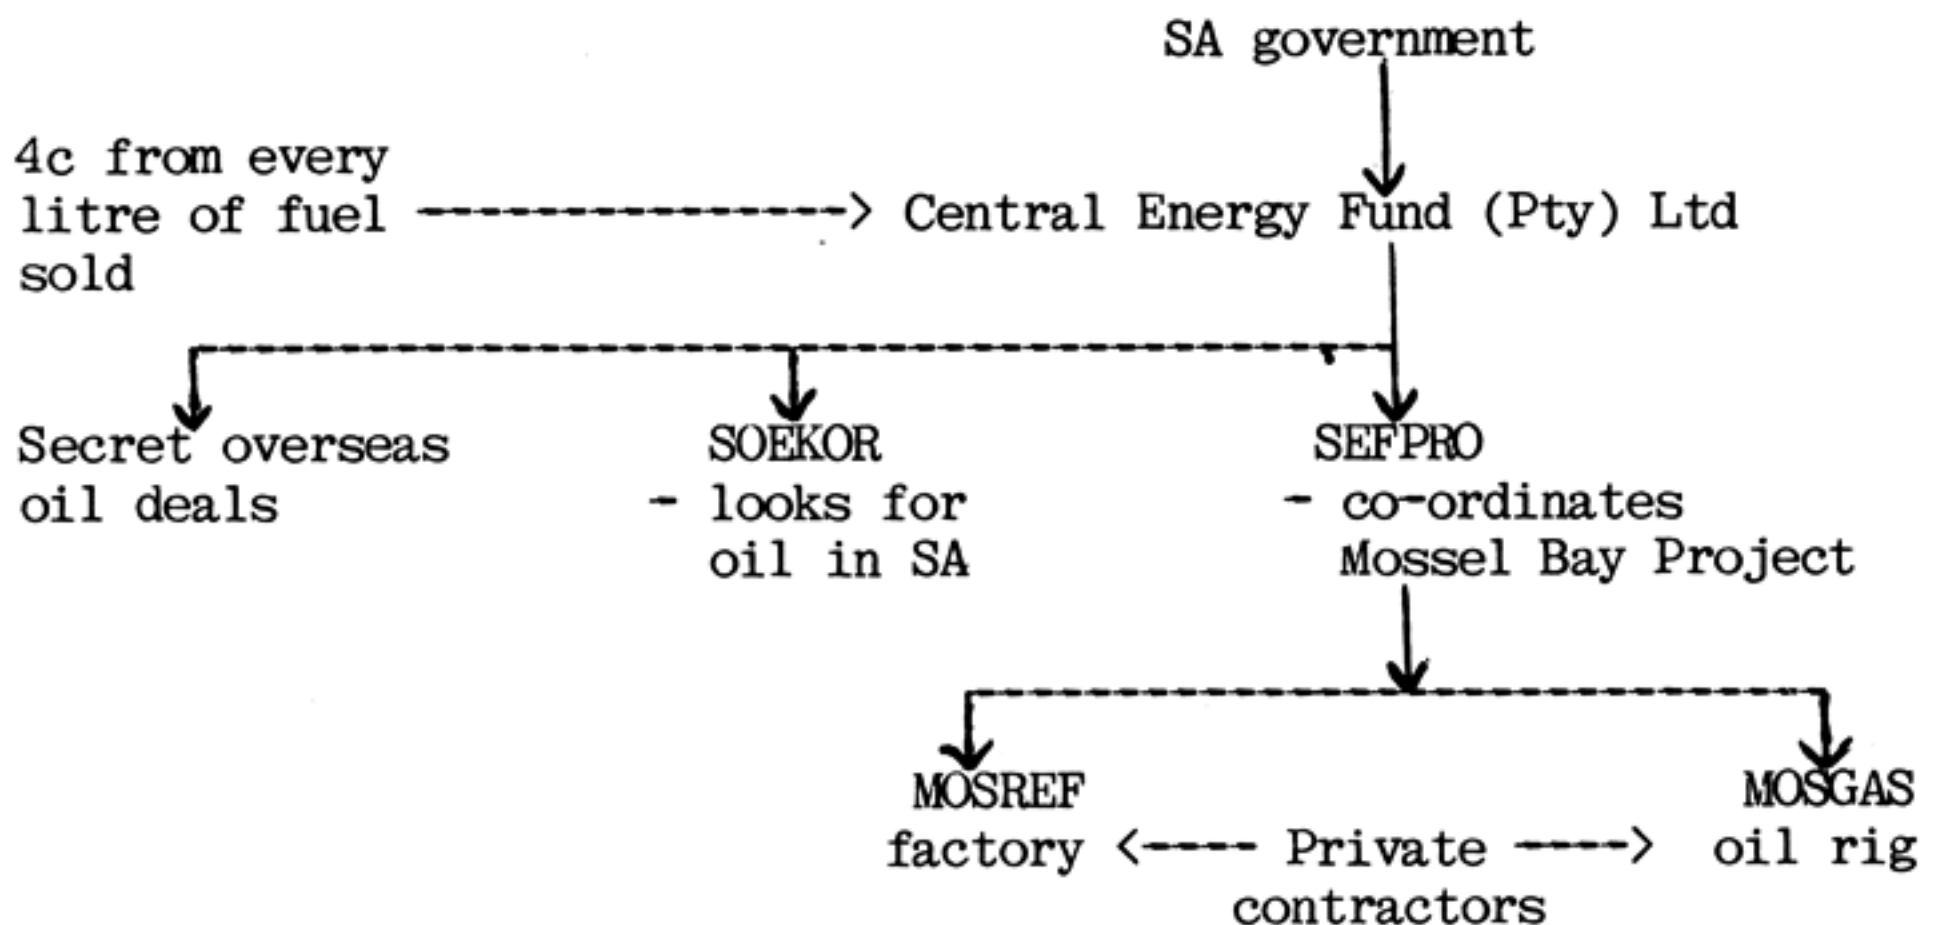 SA government
4c from every
litre of fuel ----------------> Central Energy Fund (Pty) Ltd
sold
Secret overseas
oil deals
SOEKOR
- looks for
oil in SA
SEFPRO
- co-ordinates
Mossel Bay Project
MOSREF
factory
<---- Private ---->
contractors
MOSGAS
oil rig